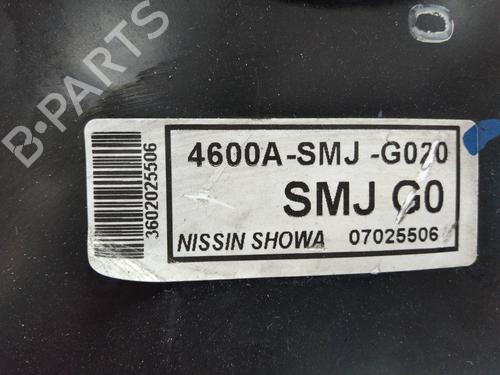 B-PARTS
3602025506
4600A-SMJ -G020
SMJ G0
NISSIN SHOWA 07025506